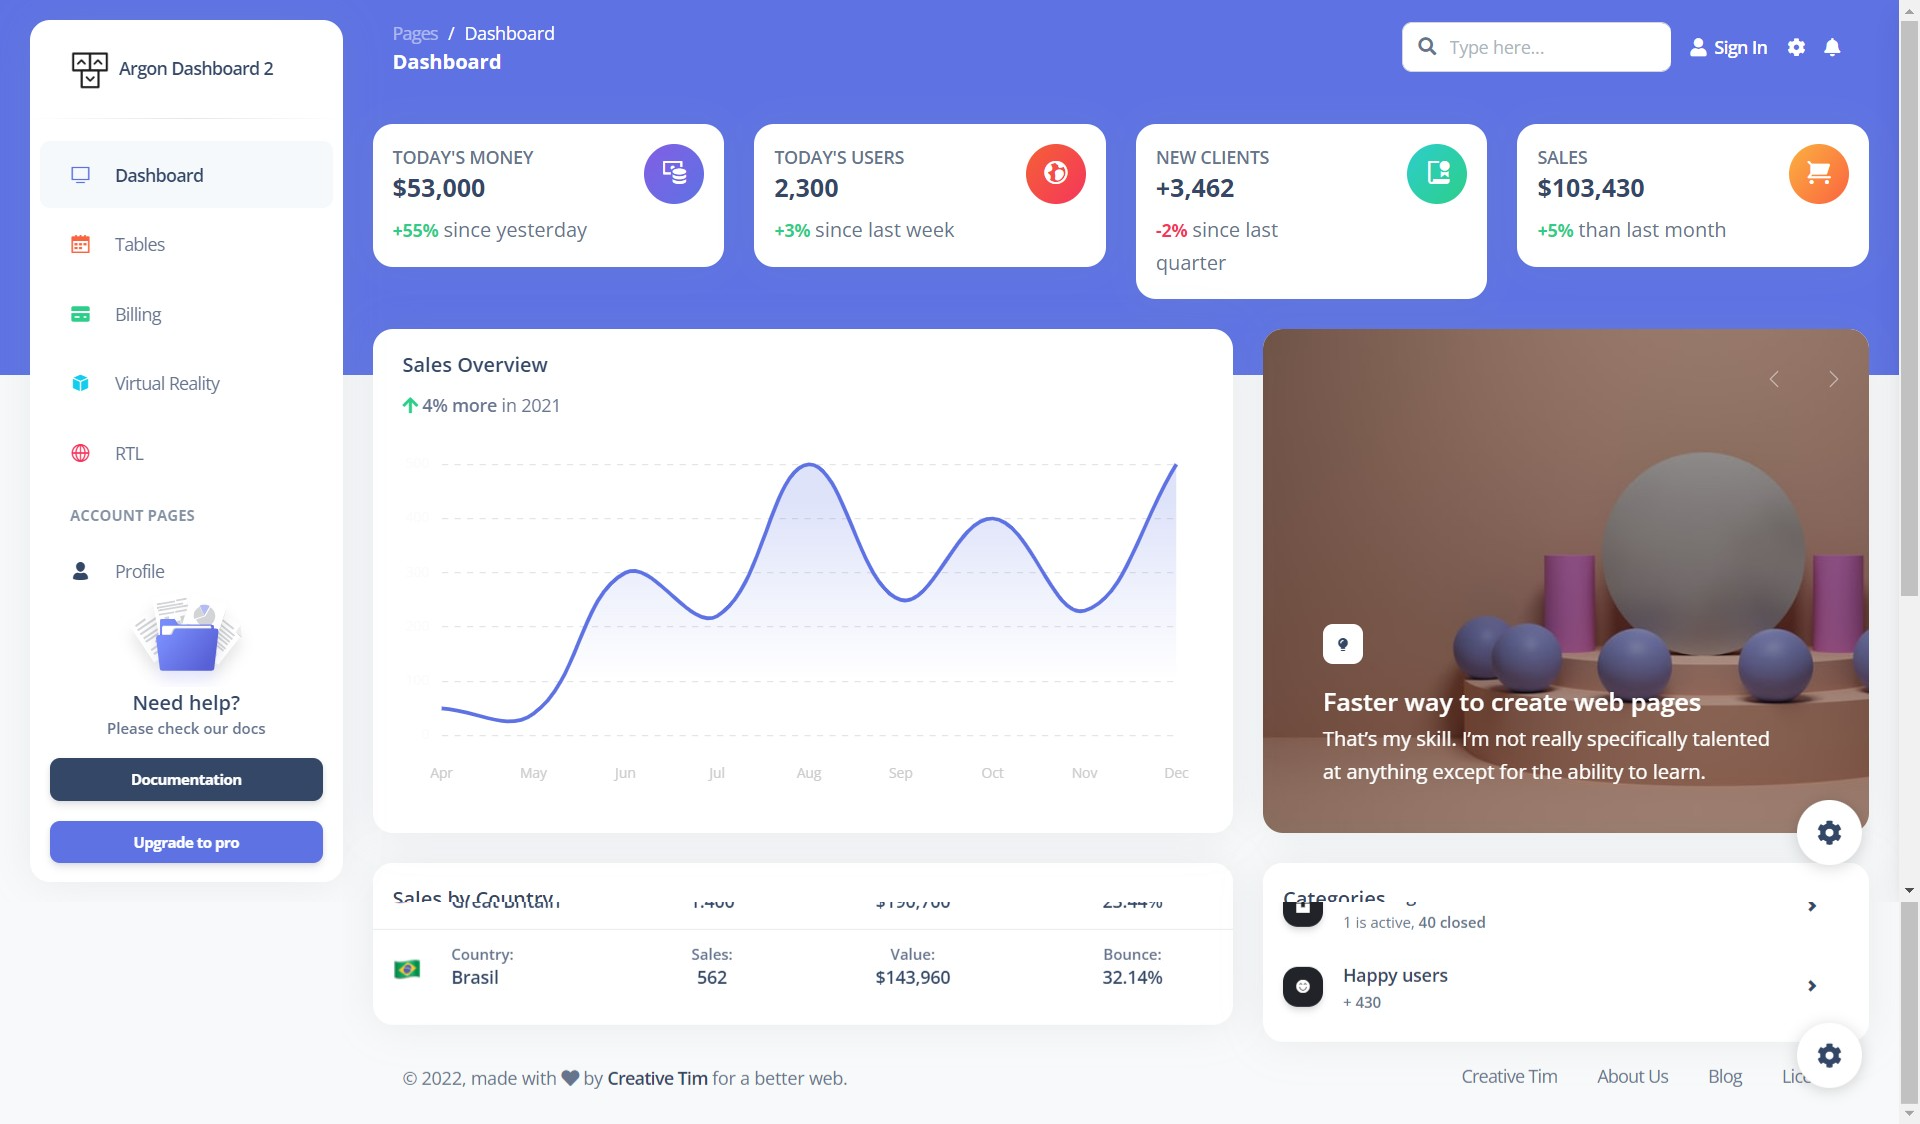 Argon Dashboard 2
Dashboard
Tables
Billing
Virtual Reality
RTL
ACCOUNT PAGES
Profile
Need help?
Please check our docs
Documentation
Upgrade to pro
Pages / Dashboard
Dashboard
Type here...
Sign In
TODAY'S MONEY
$53,000
+55% since yesterday
TODAY'S USERS
2,300
+3% since last week
NEW CLIENTS
+3,462
-2% since last
quarter
SALES
$103,430
+5% than last month
Sales Overview
4% more in 2021
Apr May Jun Jul Aug Sep Oct Nov Dec
Faster way to create web pages
That’s my skill. I’m not really specifically talented
at anything except for the ability to learn.
Sales by Country
Great Britain 1.400 $190,700 23.44%
Country: Sales: Value: Bounce:
Brasil 562 $143,960 32.14%
Categories
1 is active, 40 closed
Happy users
+ 430
© 2022, made with by Creative Tim for a better web.
Creative Tim About Us Blog